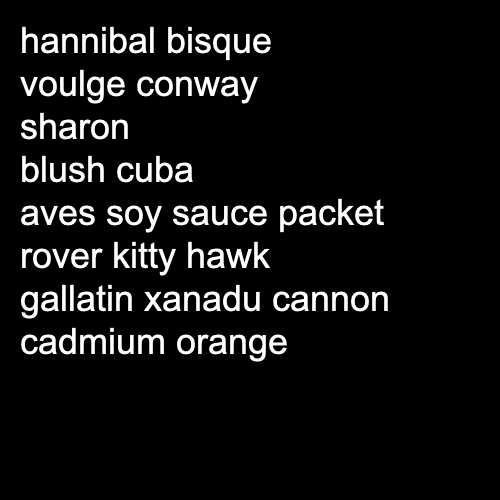 hannibal bisque
voulge conway
sharon
blush cuba
aves soy sauce packet
rover kitty hawk
gallatin xanadu cannon
cadmium orange